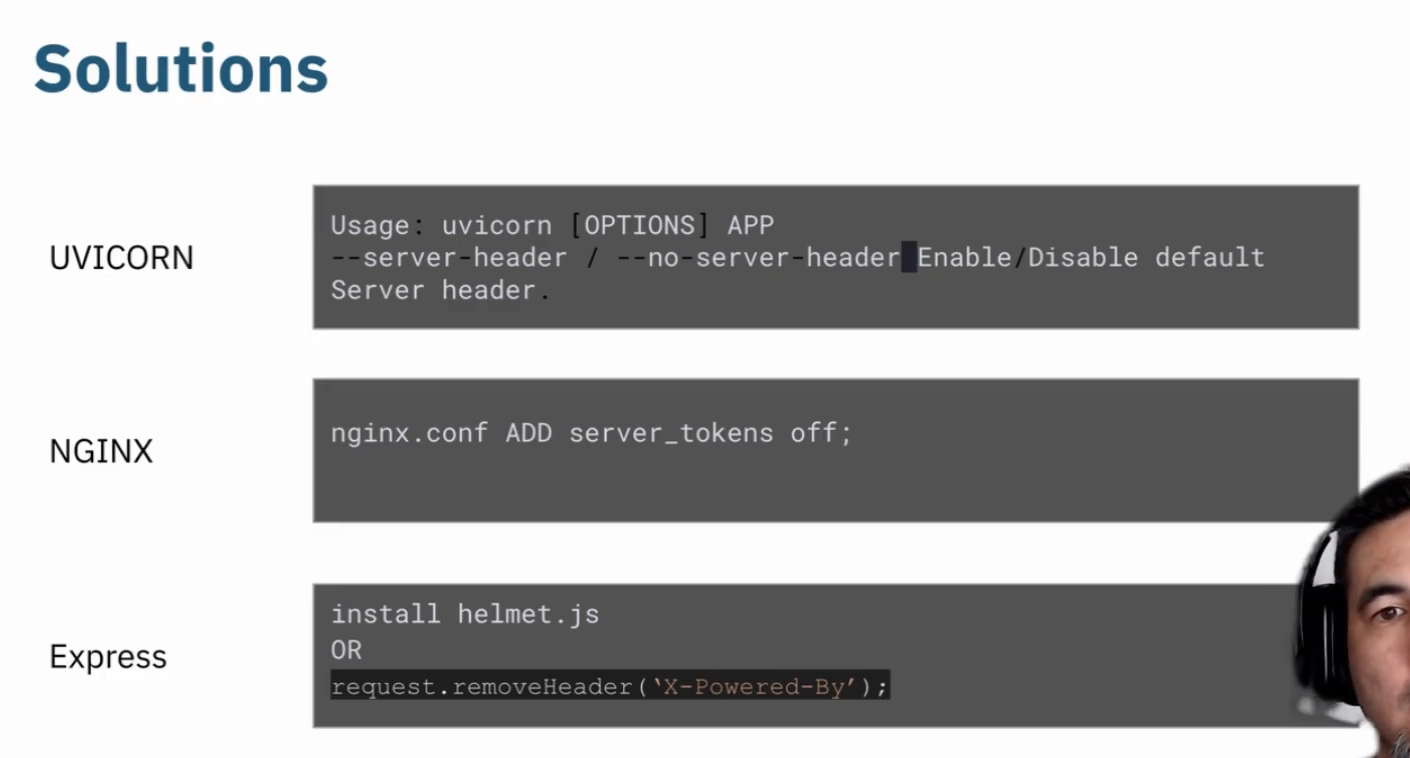 Solutions
UVICORN
Usage: uvicorn [OPTIONS] APP
--server-header / --no-server-header Enable/Disable default
Server header.
NGINX
nginx.conf ADD server_tokens off;
Express
install helmet.js
OR
request.removeHeader(‘X-Powered-By’);